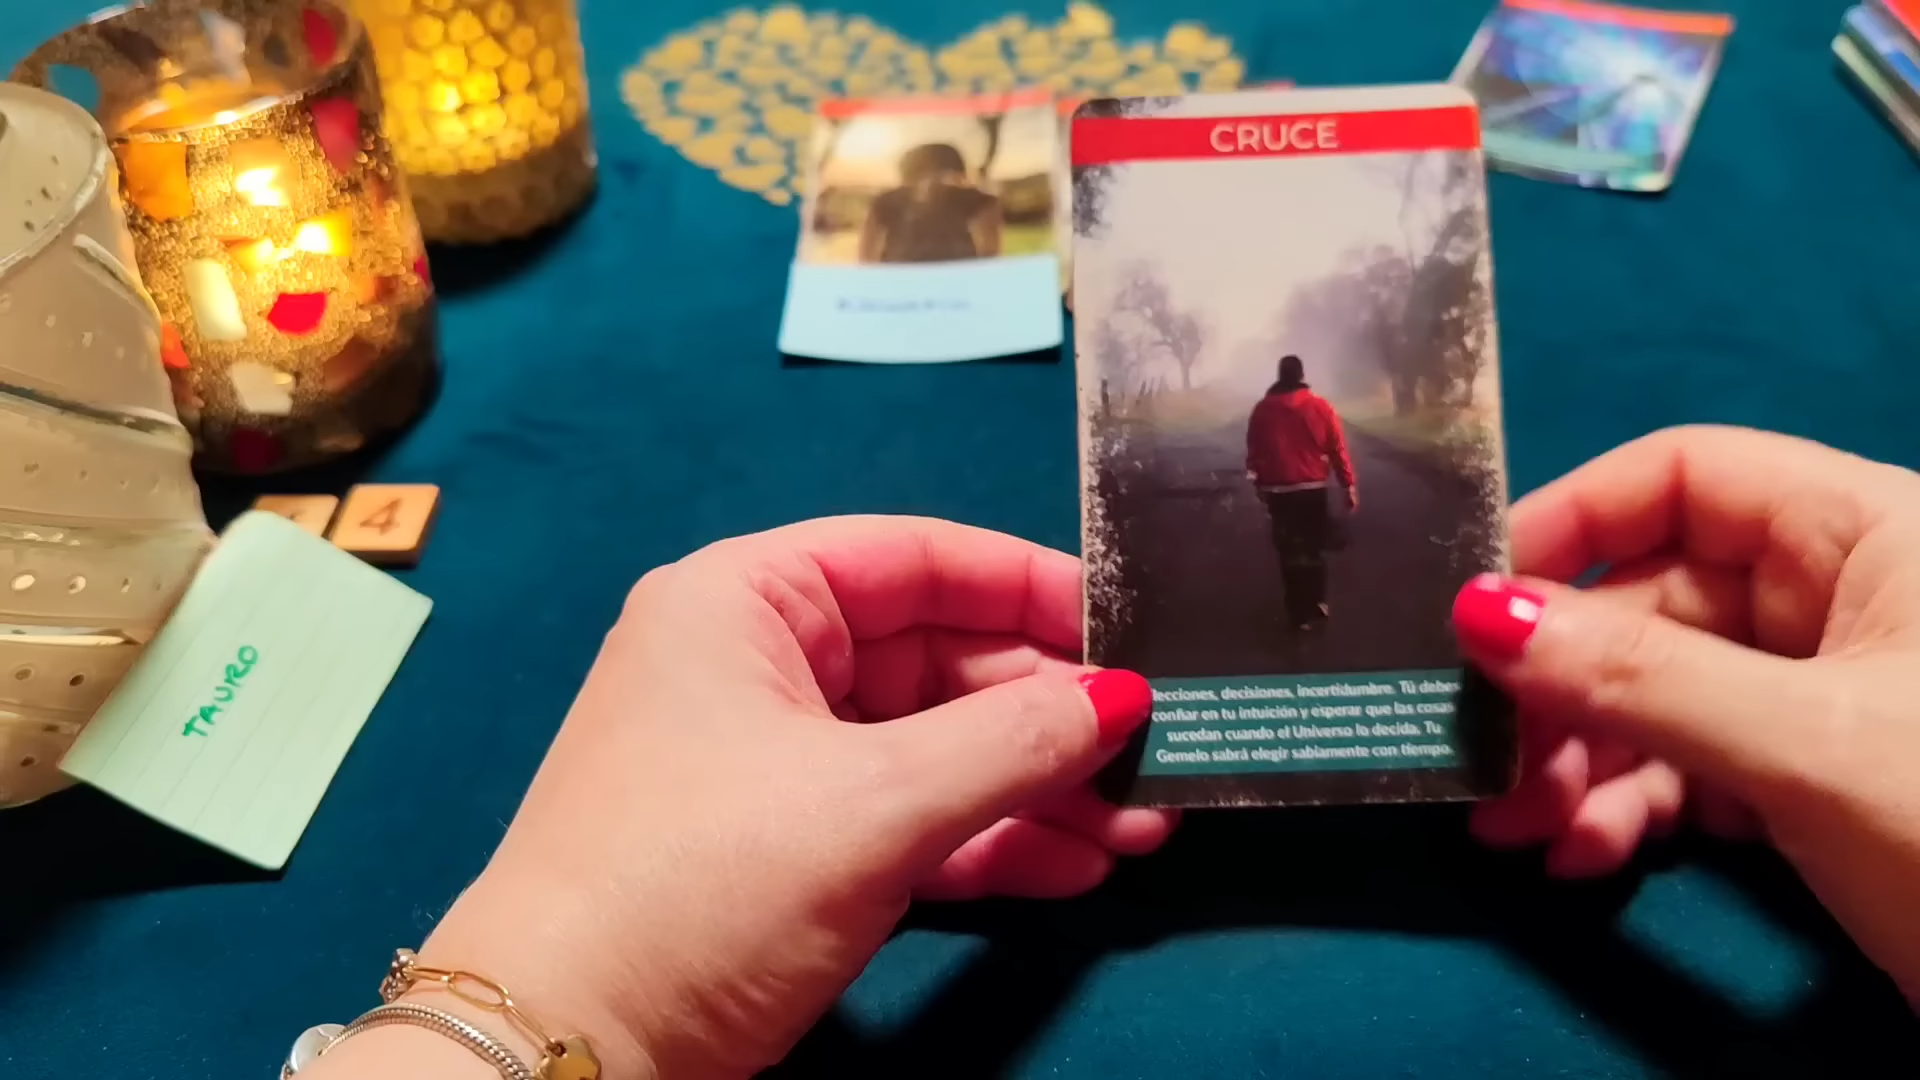 CRUCE
lecciones, decisiones, incertidumbre. Tú debes
confiar en tu intuición y esperar que las cosas
sucedan cuando el Universo lo decida. Tu
Gemelo sabrá elegir sabiamente con tiempo.
4
TAURO